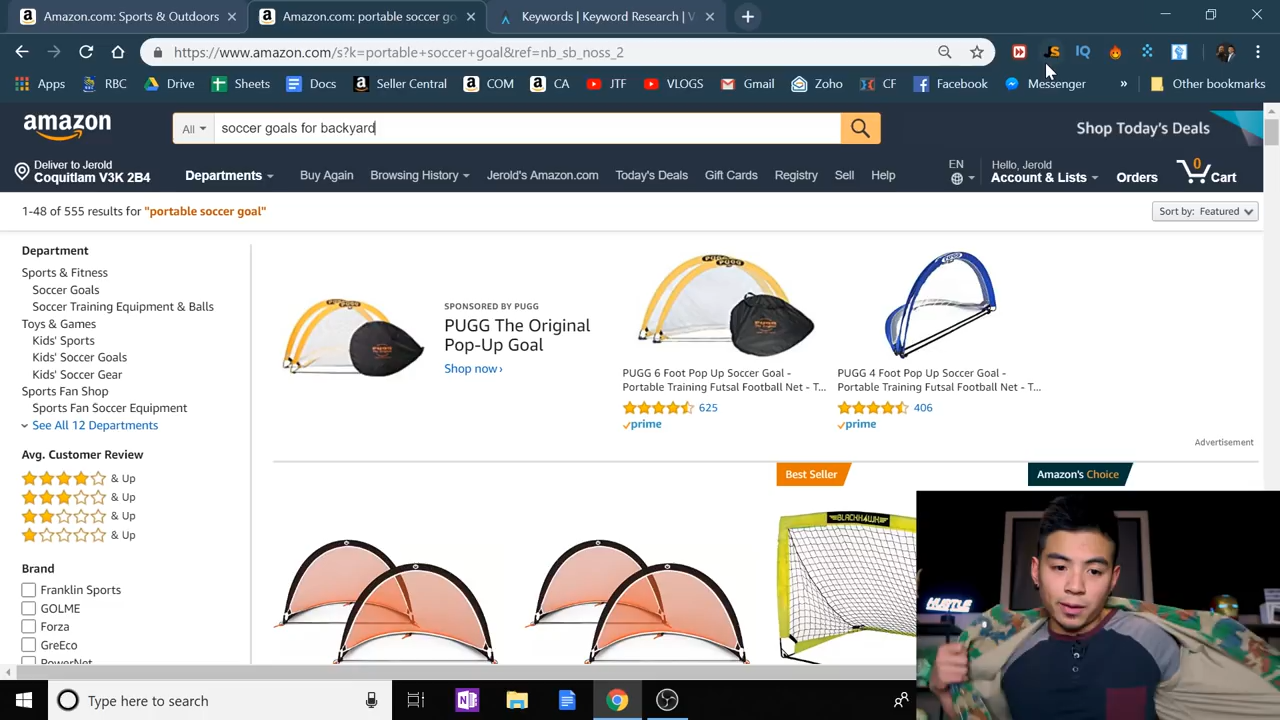 Amazon.com: Sports & Outdoors
Amazon.com: portable soccer go
Keywords | Keyword Research | V
https://www.amazon.com/s?k=portable+soccer+goal&ref=nb_sb_noss_2
JS
IQ
Apps
RBC
Drive
Sheets
Docs
Seller Central
COM
CA
JTF
VLOGS
Gmail
Zoho
CF
Facebook
Messenger
»
Other bookmarks
amazon
All
soccer goals for backyard
Shop Today's Deals
Deliver to Jerold
Coquitlam V3K 2B4
Departments
Buy Again
Browsing History
Jerold's Amazon.com
Today's Deals
Gift Cards
Registry
Sell
Help
EN
Hello, Jerold
Account & Lists
Orders
0
Cart
1-48 of 555 results for "portable soccer goal"
Sort by: Featured
Department
Sports & Fitness
Soccer Goals
Soccer Training Equipment & Balls
Toys & Games
Kids' Sports
Kids' Soccer Goals
Kids' Soccer Gear
Sports Fan Shop
Sports Fan Soccer Equipment
See All 12 Departments
Avg. Customer Review
& Up
& Up
& Up
& Up
Brand
Franklin Sports
GOLME
Forza
GreEco
PowerNet
SPONSORED BY PUGG
PUGG The Original
Pop-Up Goal
Shop now›
PUGG 6 Foot Pop Up Soccer Goal -
Portable Training Futsal Football Net - T...
625
prime
PUGG 4 Foot Pop Up Soccer Goal -
Portable Training Futsal Football Net - T...
406
prime
Advertisement
Best Seller
Amazon's Choice
BLACKHAWK
HUSTLE
Type here to search